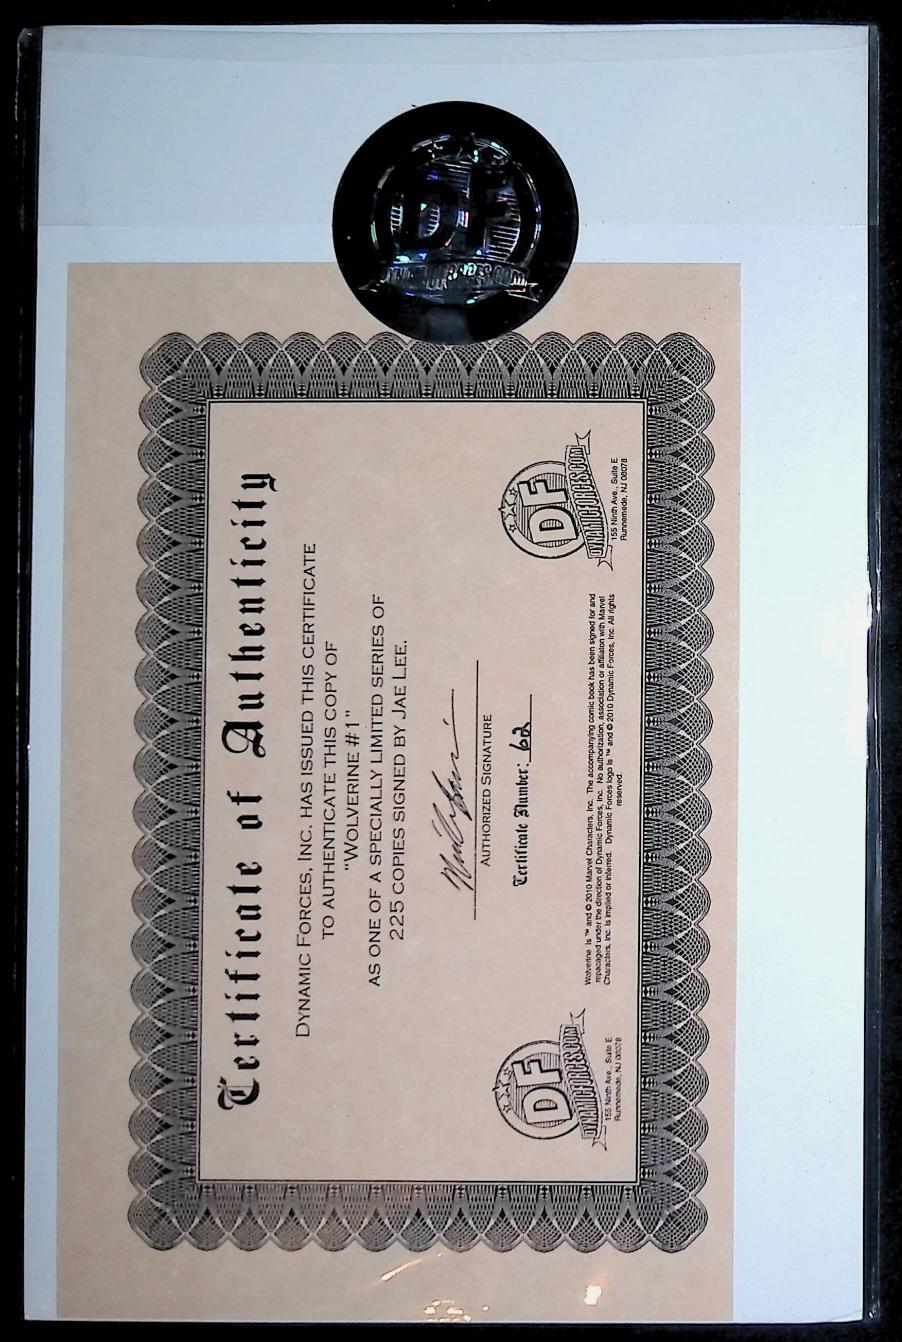 DF
DYNAMICFORCES.COM
Certificate of Authenticity
DYNAMIC FORCES, INC. HAS ISSUED THIS CERTIFICATE
TO AUTHENTICATE THIS COPY OF
"WOLVERINE #1"
AS ONE OF A SPECIALLY LIMITED SERIES OF
225 COPIES SIGNED BY JAE LEE.
AUTHORIZED SIGNATURE
Certificate Number: 62
DF
DYNAMICFORCES.COM
155 Ninth Ave., Suite E
Runnemede, NJ 08078
Wolverine is ™ and © 2010 Marvel Characters, Inc. The accompanying comic book has been signed for and
repacaged under the direction of Dynamic Forces, Inc. No authorization, association or affiliation with Marvel
Characters, Inc. is implied or inferred. Dynamic Forces logo is ™ and © 2010 Dynamic Forces, Inc. All rights
reserved.
DF
DYNAMICFORCES.COM
155 Ninth Ave., Suite E
Runnemede, NJ 08078